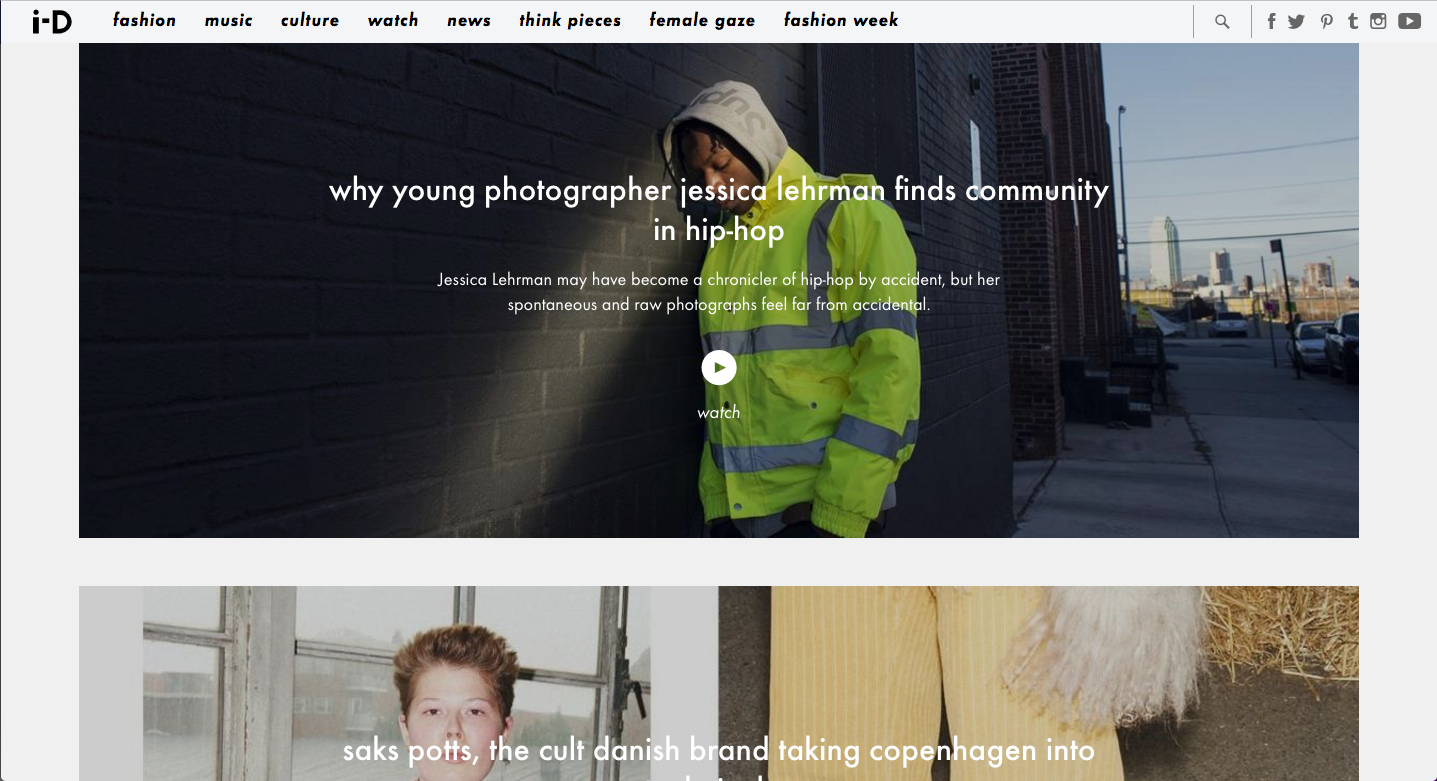 i-D fashion music culture watch news think pieces female gaze fashion week
why young photographer jessica lehrman finds community
in hip-hop
Jessica Lehrman may have become a chronicler of hip-hop by accident, but her
spontaneous and raw photographs feel far from accidental.
watch
saks potts, the cult danish brand taking copenhagen into